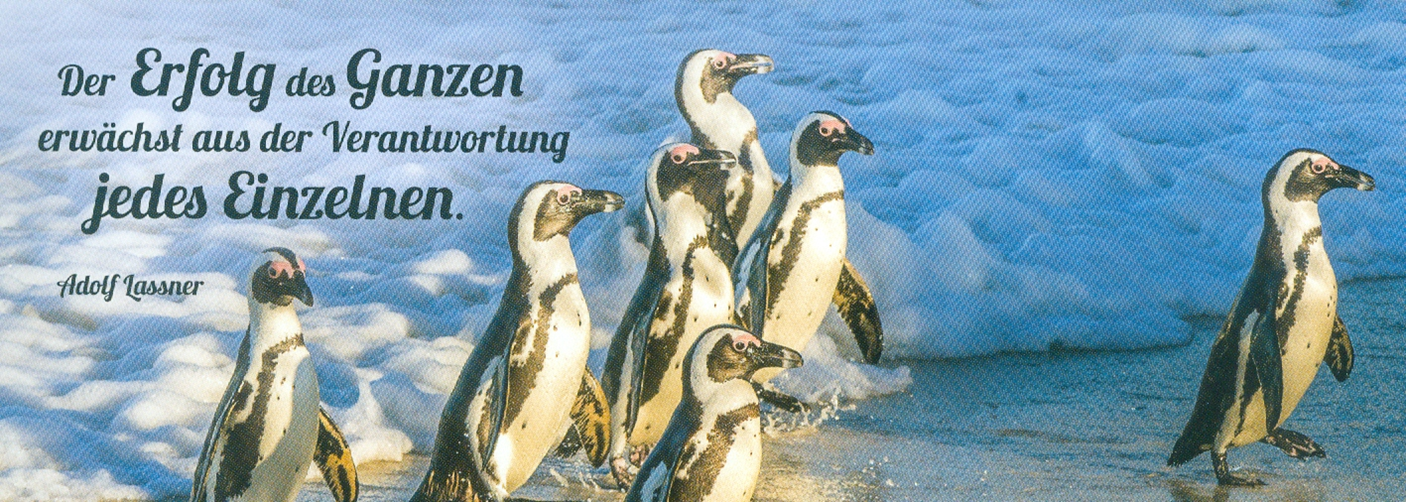 Der Erfolg des Ganzen
erwächst aus der Verantwortung
jedes Einzelnen.
Adolf Lassner